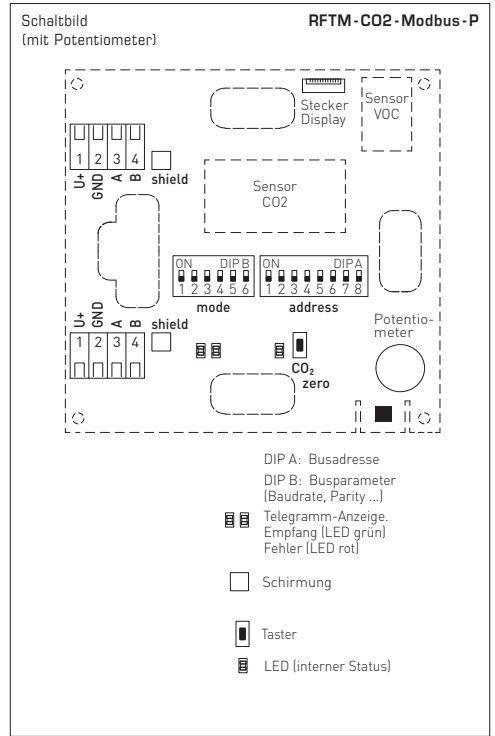 Schaltbild
(mit Potentiometer)
RFTM-CO2-Modbus-P
Stecker
Display
Sensor
VOC
1 2 3 4
U+
GND
A
B
shield
Sensor
CO2
ON DIP B
1 2 3 4 5 6
mode
ON DIP A
1 2 3 4 5 6 7 8
address
U+
GND
A
B
shield
1 2 3 4
CO₂
zero
Potentio-
meter
DIP A: Busadresse
DIP B: Busparameter
(Baudrate, Parity ...)
Telegramm-Anzeige.
Empfang (LED grün)
Fehler (LED rot)
Schirmung
Taster
LED (interner Status)